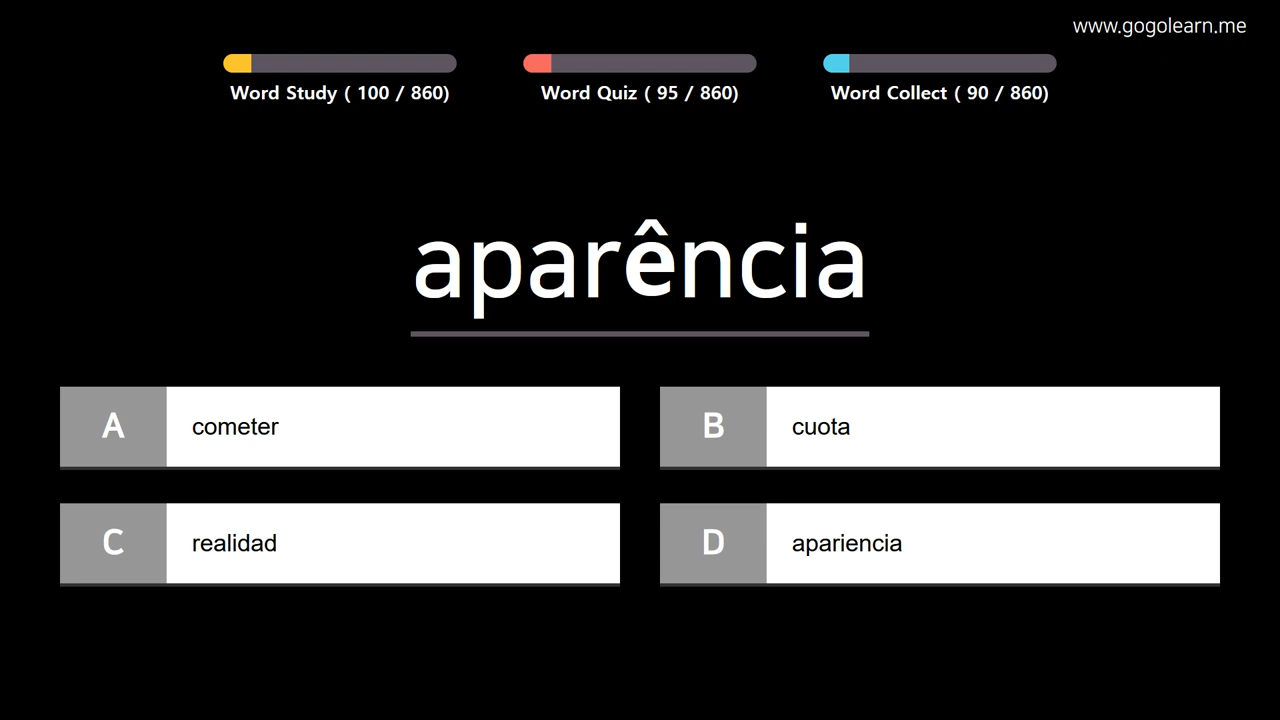 www.gogolearn.me
Word Study ( 100 / 860)
Word Quiz ( 95 / 860)
Word Collect ( 90 / 860)
aparência
A cometer
B cuota
C realidad
D apariencia